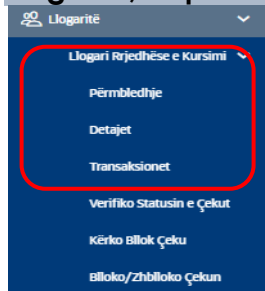 Llogaritë
Llogari Rrjedhëse e Kursimi
Përmbledhje
Detajet
Transaksionet
Verifiko Statusin e Çekut
Kërko Bllok Çeku
Blloko/Zhblloko Çekun